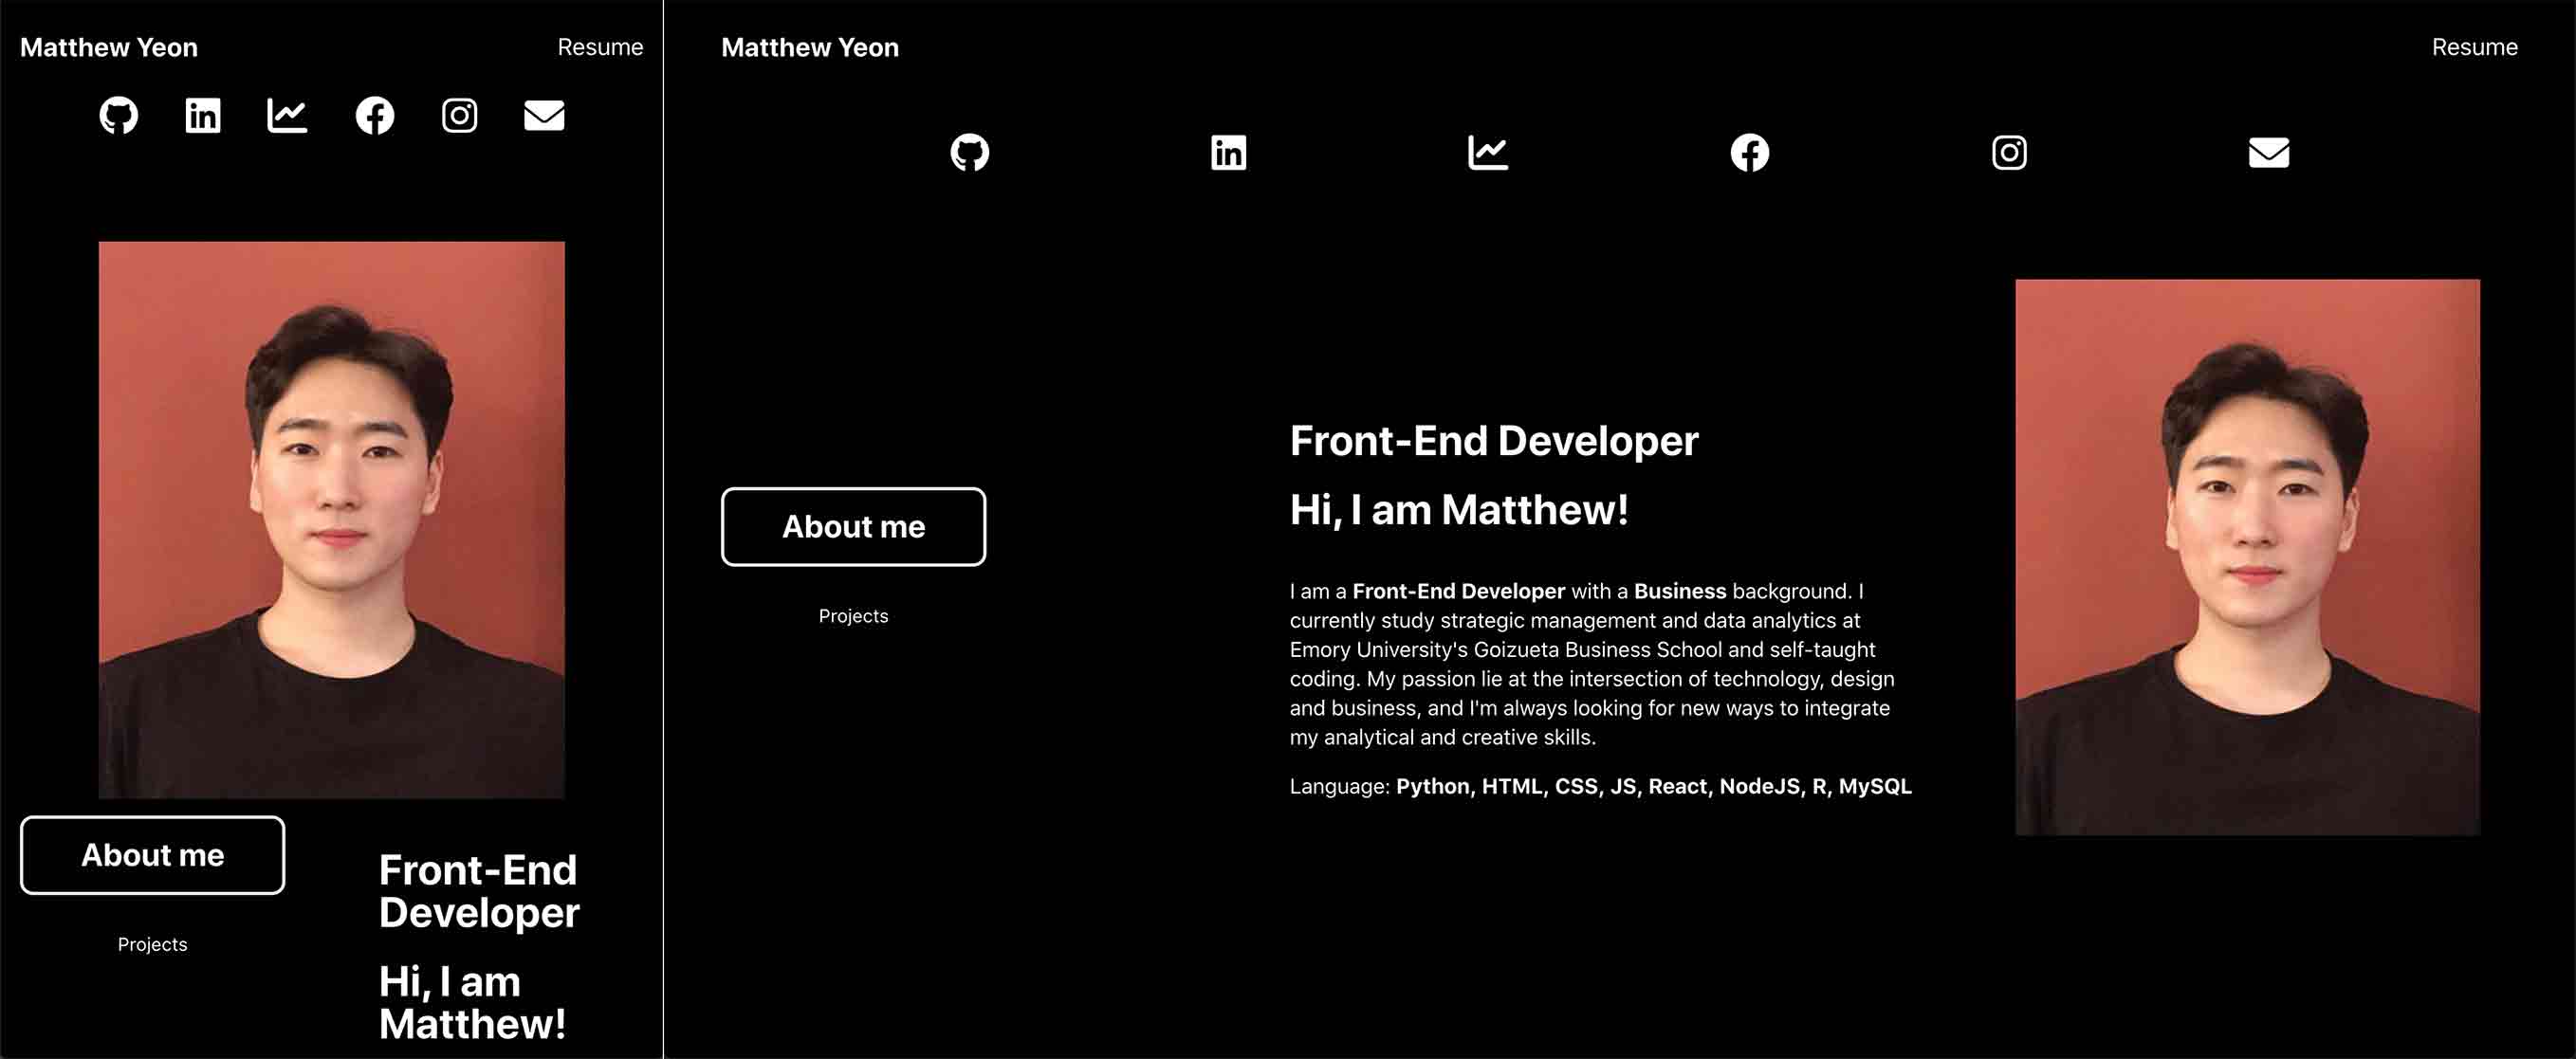 Matthew Yeon
Resume
About me
Projects
Front-End
Developer
Hi, I am
Matthew!
Matthew Yeon
Resume
About me
Projects
Front-End Developer
Hi, I am Matthew!
I am a Front-End Developer with a Business background. I
currently study strategic management and data analytics at
Emory University's Goizueta Business School and self-taught
coding. My passion lie at the intersection of technology, design
and business, and I'm always looking for new ways to integrate
my analytical and creative skills.
Language: Python, HTML, CSS, JS, React, NodeJS, R, MySQL